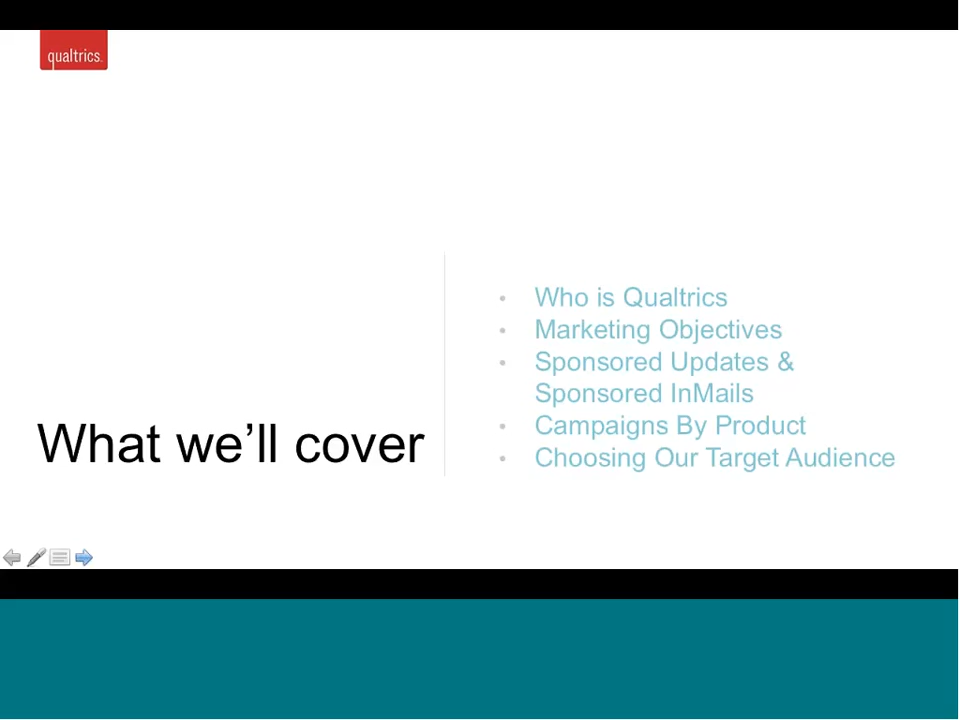 qualtrics.
What we’ll cover
• Who is Qualtrics
• Marketing Objectives
• Sponsored Updates &
Sponsored InMails
• Campaigns By Product
• Choosing Our Target Audience